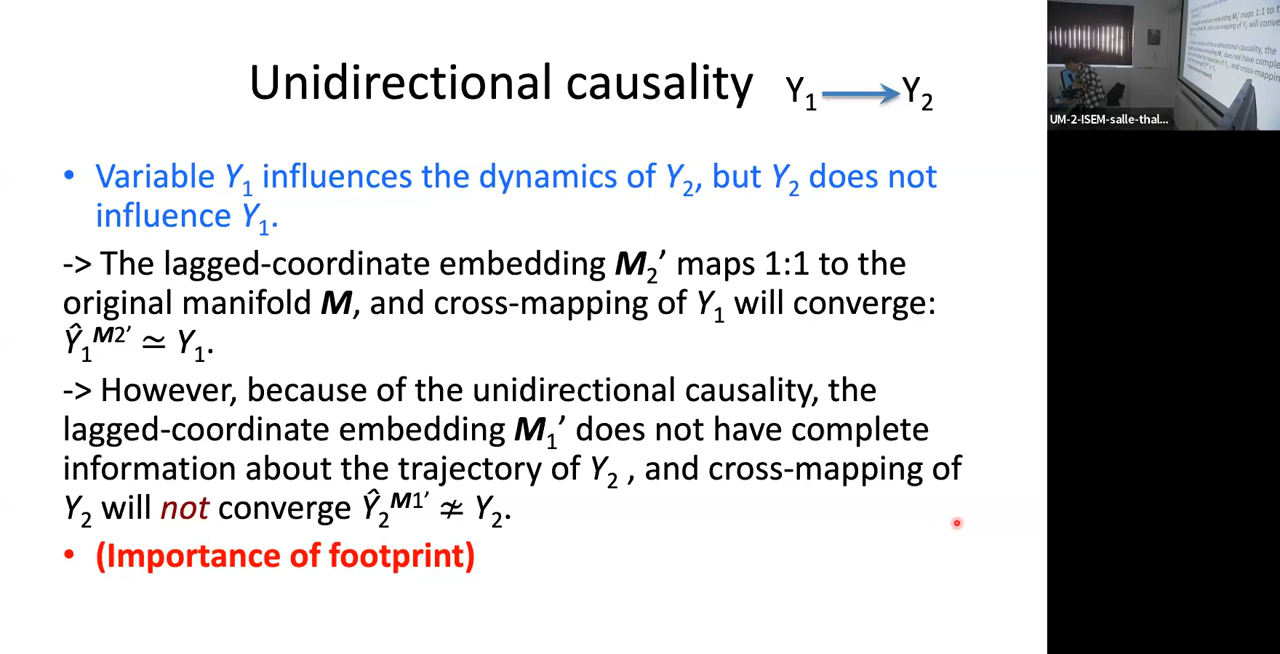 Unidirectional causality Y₁ → Y₂
• Variable Y₁ influences the dynamics of Y₂, but Y₂ does not
influence Y₁.
-> The lagged-coordinate embedding M₂’ maps 1:1 to the
original manifold M, and cross-mapping of Y₁ will converge:
Ŷ₁ᴹ²’ ≃ Y₁.
-> However, because of the unidirectional causality, the
lagged-coordinate embedding M₁’ does not have complete
information about the trajectory of Y₂ , and cross-mapping of
Y₂ will not converge Ŷ₂ᴹ¹’ ≄ Y₂.
• (Importance of footprint)
UM-2-ISEM-salle-thal...